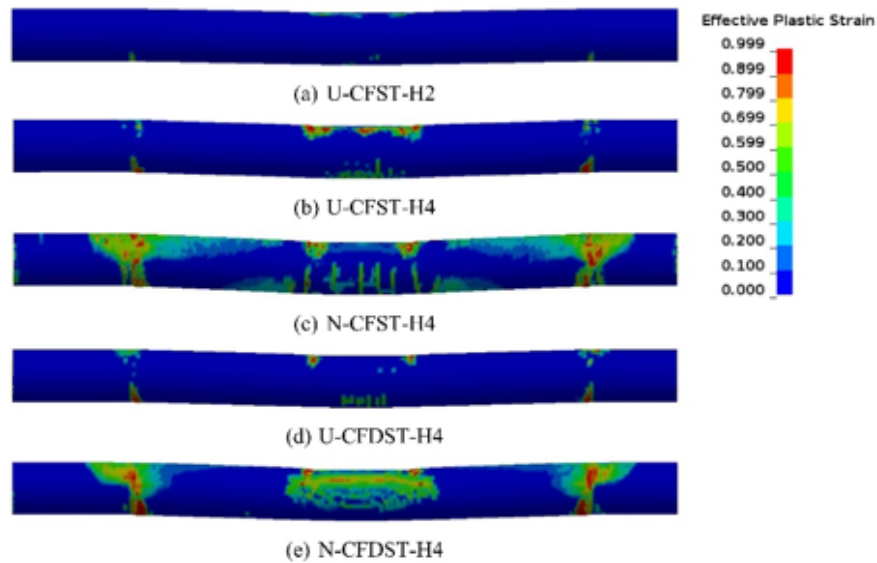 Effective Plastic Strain
0.999
0.899
0.799
0.699
0.599
0.500
0.400
0.300
0.200
0.100
0.000
(a) U-CFST-H2
(b) U-CFST-H4
(c) N-CFST-H4
(d) U-CFDST-H4
(e) N-CFDST-H4